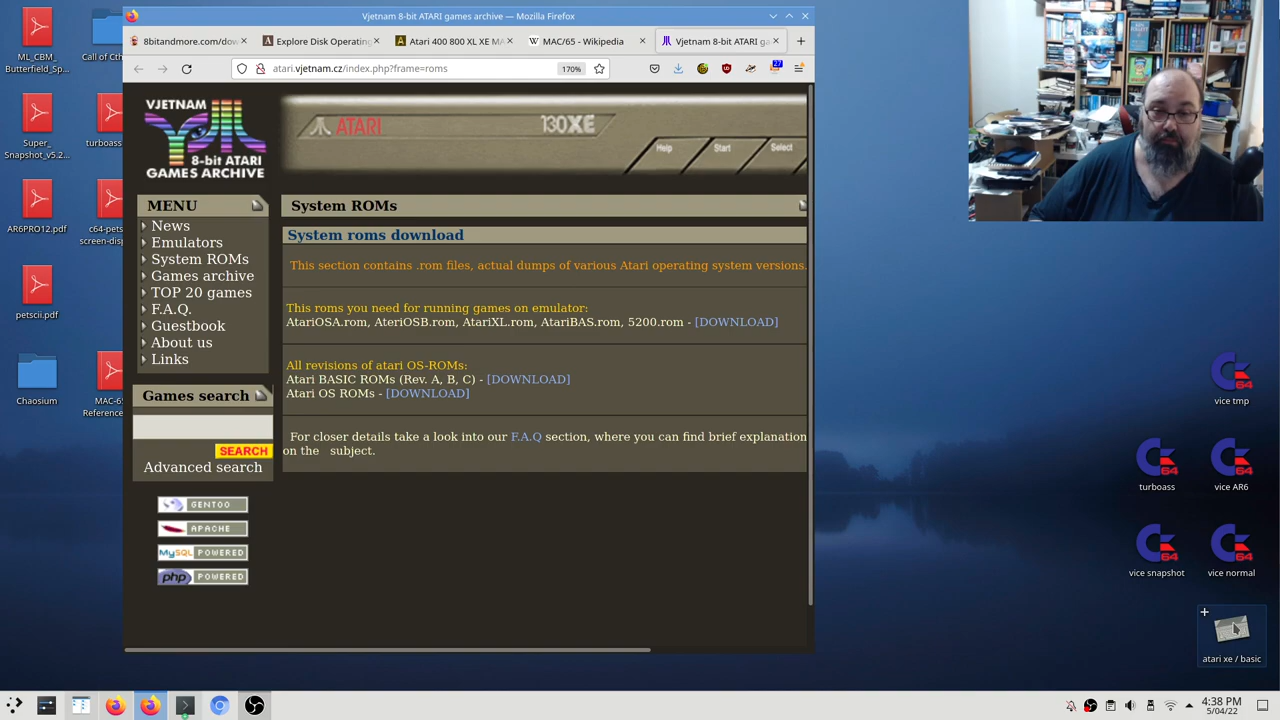 Vjetnam 8-bit ATARI games archive — Mozilla Firefox
8bitandmore.com/dow
Explore Disk Operating
Atari 400 800 XL XE MA
MAC/65 - Wikipedia
Vjetnam 8-bit ATARI ga
atari.vjetnam.cz/index.php?frame=roms
170%
27
ML_CBM_
Butterfield_Sp...
Call of Cth
Super_
Snapshot_v5.2...
turboass
AR6PRO12.pdf
c64-pets
screen-disp
petscii.pdf
Chaosium
MAC-65
Reference
VJETNAM
8-bit ATARI
GAMES ARCHIVE
ATARI
130XE
Help
Start
Select
MENU
News
Emulators
System ROMs
Games archive
TOP 20 games
F.A.Q.
Guestbook
About us
Links
Games search
SEARCH
Advanced search
GENTOO
APACHE
MySQL POWERED
php POWERED
System ROMs
System roms download
This section contains .rom files, actual dumps of various Atari operating system versions.
This roms you need for running games on emulator:
AtariOSA.rom, AteriOSB.rom, AtariXL.rom, AtariBAS.rom, 5200.rom - [DOWNLOAD]
All revisions of atari OS-ROMs:
Atari BASIC ROMs (Rev. A, B, C) - [DOWNLOAD]
Atari OS ROMs - [DOWNLOAD]
For closer details take a look into our F.A.Q section, where you can find brief explanation
on the subject.
vice tmp
turboass
vice AR6
vice snapshot
vice normal
atari xe / basic
4:38 PM
5/04/22